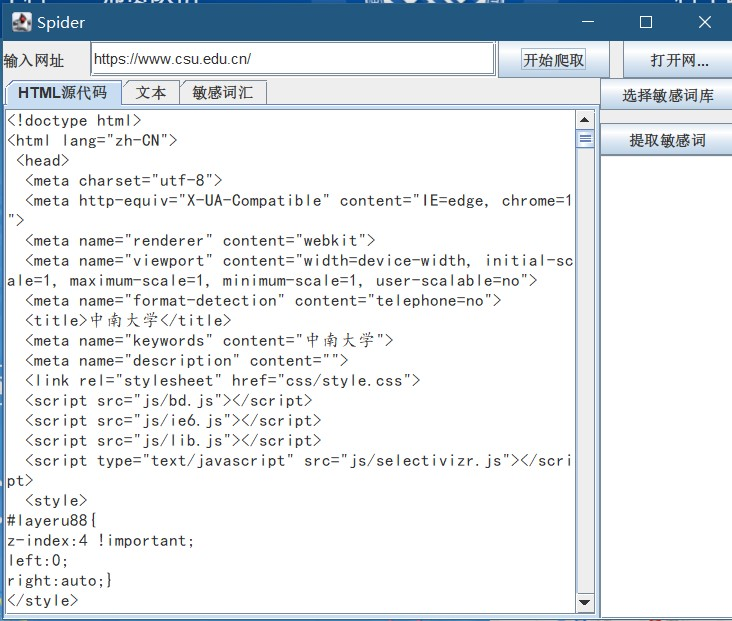 Spider
输入网址
https://www.csu.edu.cn/
开始爬取
打开网...
HTML源代码
文本
敏感词汇
选择敏感词库
提取敏感词
<!doctype html>
<html lang="zh-CN">
 <head>
  <meta charset="utf-8">
  <meta http-equiv="X-UA-Compatible" content="IE=edge, chrome=1
">
  <meta name="renderer" content="webkit">
  <meta name="viewport" content="width=device-width, initial-sc
ale=1, maximum-scale=1, minimum-scale=1, user-scalable=no">
  <meta name="format-detection" content="telephone=no">
  <title>中南大学</title>
  <meta name="keywords" content="中南大学">
  <meta name="description" content="">
  <link rel="stylesheet" href="css/style.css">
  <script src="js/bd.js"></script>
  <script src="js/ie6.js"></script>
  <script src="js/lib.js"></script>
  <script type="text/javascript" src="js/selectivizr.js"></scri
pt>
  <style>
#layeru88{
z-index:4 !important;
left:0;
right:auto;}
</style>